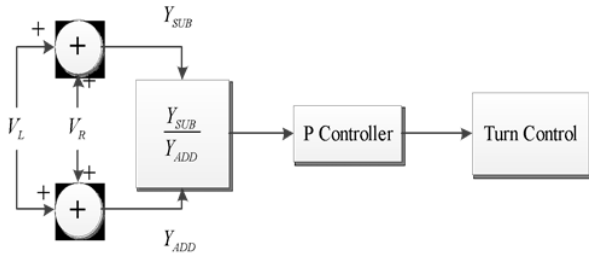 Y_SUB
+
+
+
V_L
V_R
Y_SUB
Y_ADD
P Controller
Turn Control
+
+
+
Y_ADD